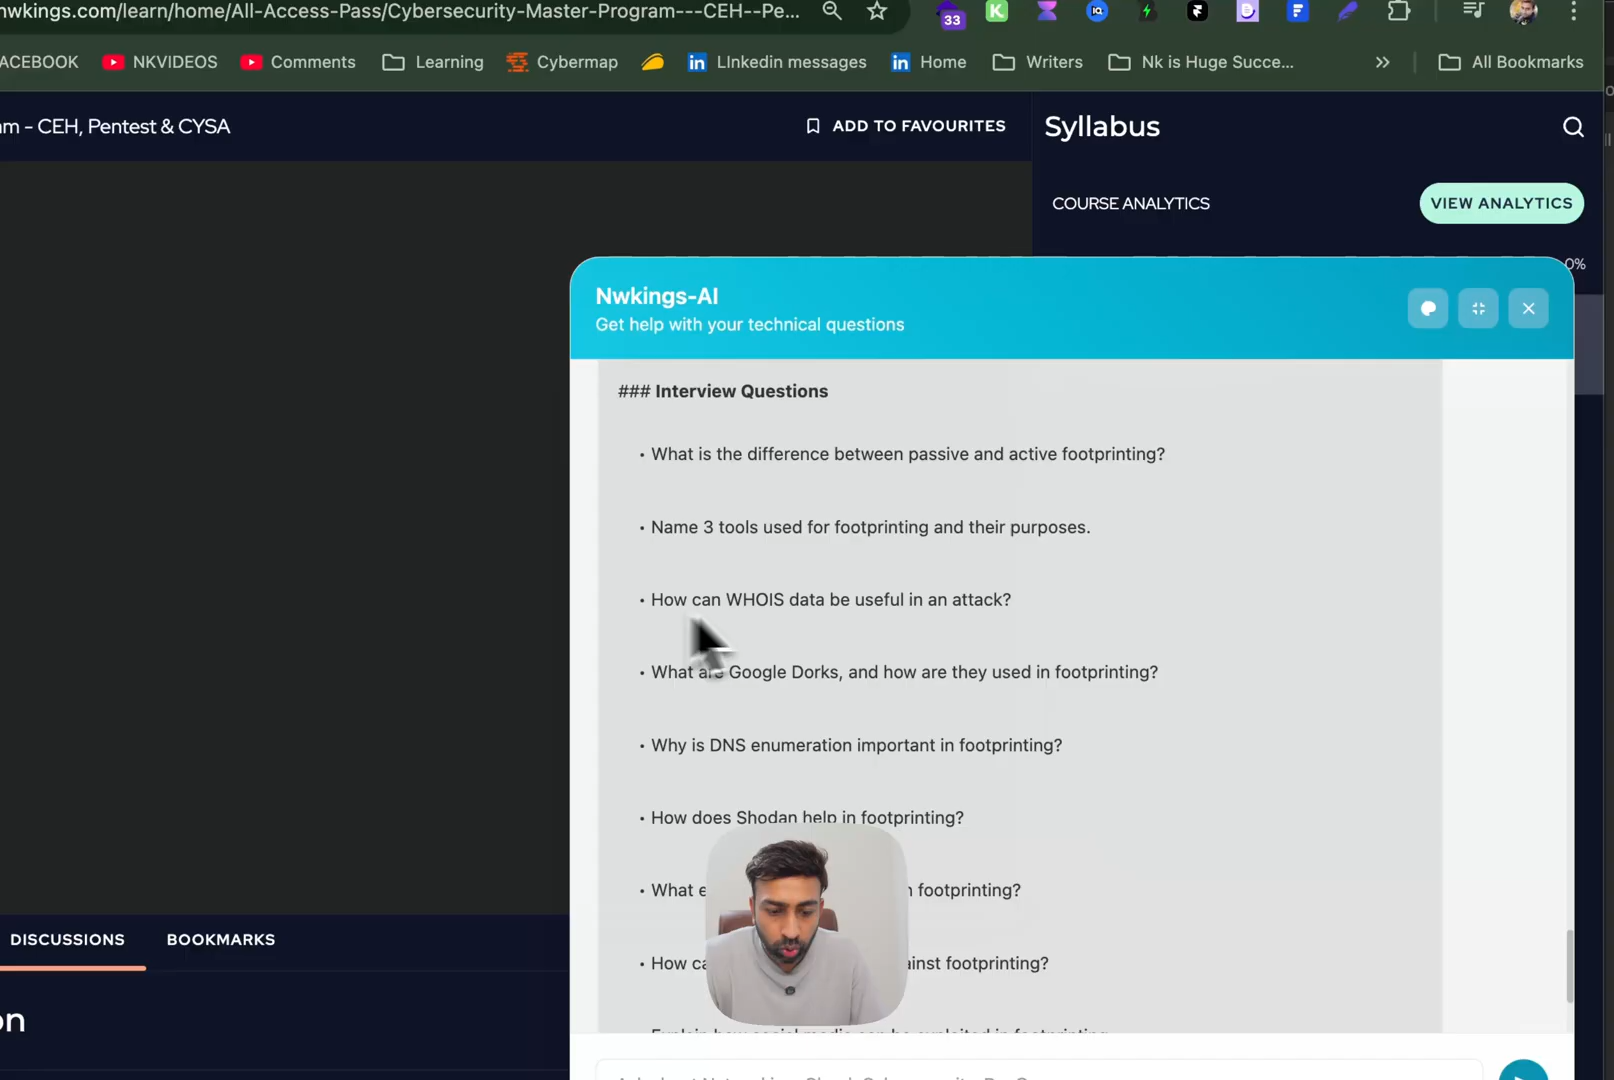 nwkings.com/learn/home/All-Access-Pass/Cybersecurity-Master-Program---CEH--Pe...
33
K
IQ
ACEBOOK
NKVIDEOS
Comments
Learning
Cybermap
LInkedin messages
Home
Writers
Nk is Huge Succe...
All Bookmarks
m - CEH, Pentest & CYSA
ADD TO FAVOURITES
Syllabus
COURSE ANALYTICS
VIEW ANALYTICS
0%
Nwkings-AI
Get help with your technical questions
### Interview Questions
• What is the difference between passive and active footprinting?
• Name 3 tools used for footprinting and their purposes.
• How can WHOIS data be useful in an attack?
• What are Google Dorks, and how are they used in footprinting?
• Why is DNS enumeration important in footprinting?
• How does Shodan help in footprinting?
• What footprinting?
• How footprinting?
DISCUSSIONS
BOOKMARKS
on